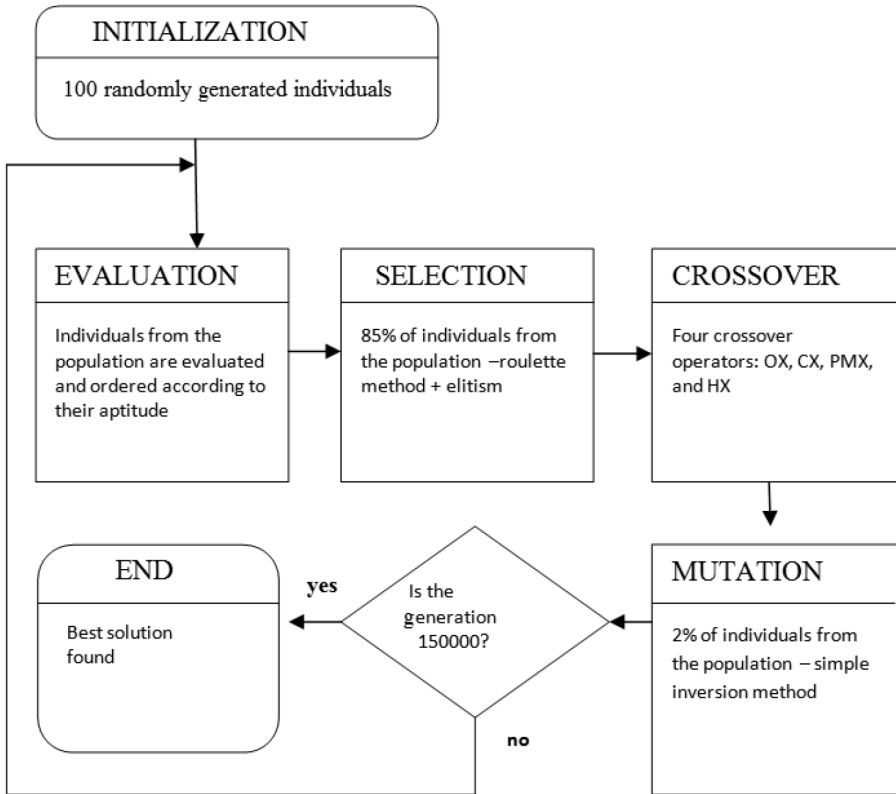 INITIALIZATION
100 randomly generated individuals
EVALUATION
Individuals from the
population are evaluated
and ordered according to
their aptitude
SELECTION
85% of individuals from
the population –roulette
method + elitism
CROSSOVER
Four crossover
operators: OX, CX, PMX,
and HX
MUTATION
2% of individuals from
the population – simple
inversion method
Is the
generation
150000?
yes
no
END
Best solution
found